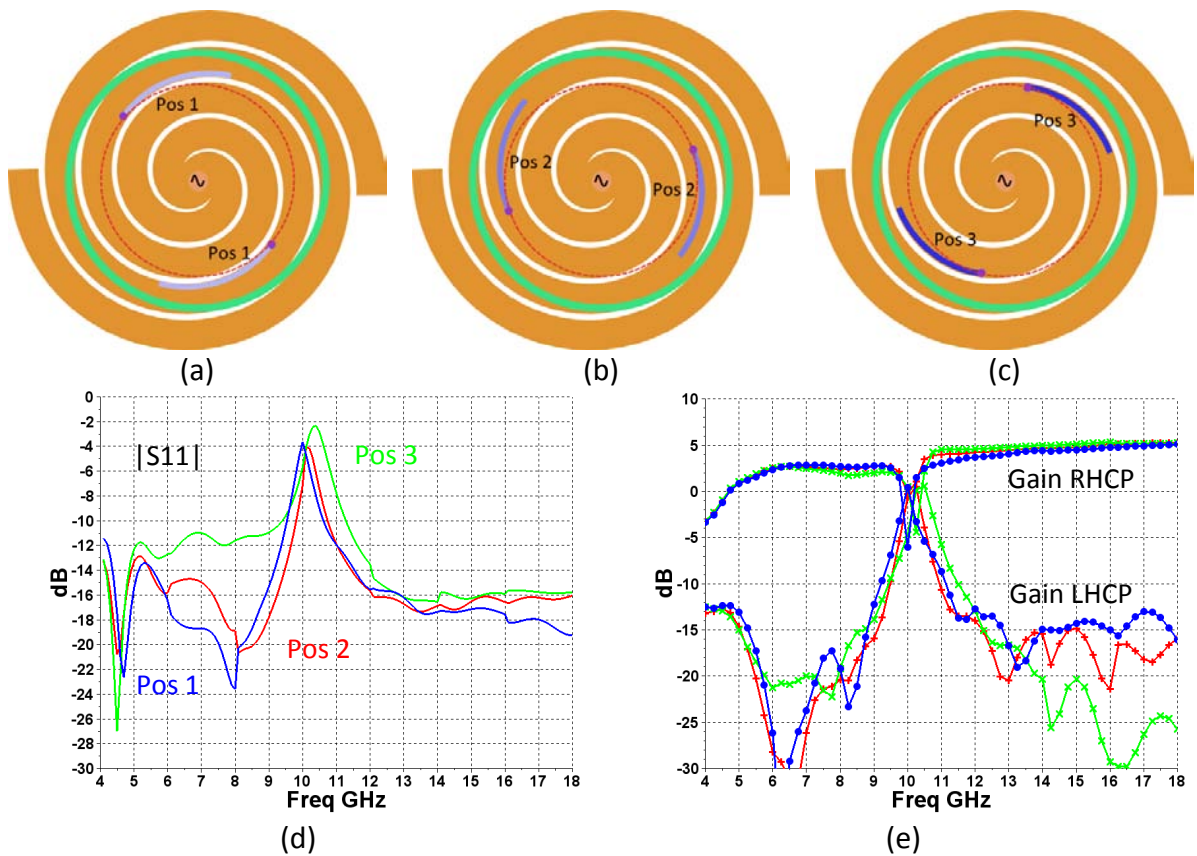 Pos 1
Pos 1
Pos 2
Pos 2
Pos 3
Pos 3
∿
∿
∿
(a)
(b)
(c)
|S11|
Pos 3
Pos 2
Pos 1
0
-2
-4
-6
-8
-10
-12
-14
-16
-18
-20
-22
-24
-26
-28
-30
dB
4 5 6 7 8 9 10 11 12 13 14 15 16 17 18
Freq GHz
(d)
Gain RHCP
Gain LHCP
10
5
0
-5
-10
-15
-20
-25
-30
dB
4 5 6 7 8 9 10 11 12 13 14 15 16 17 18
Freq GHz
(e)